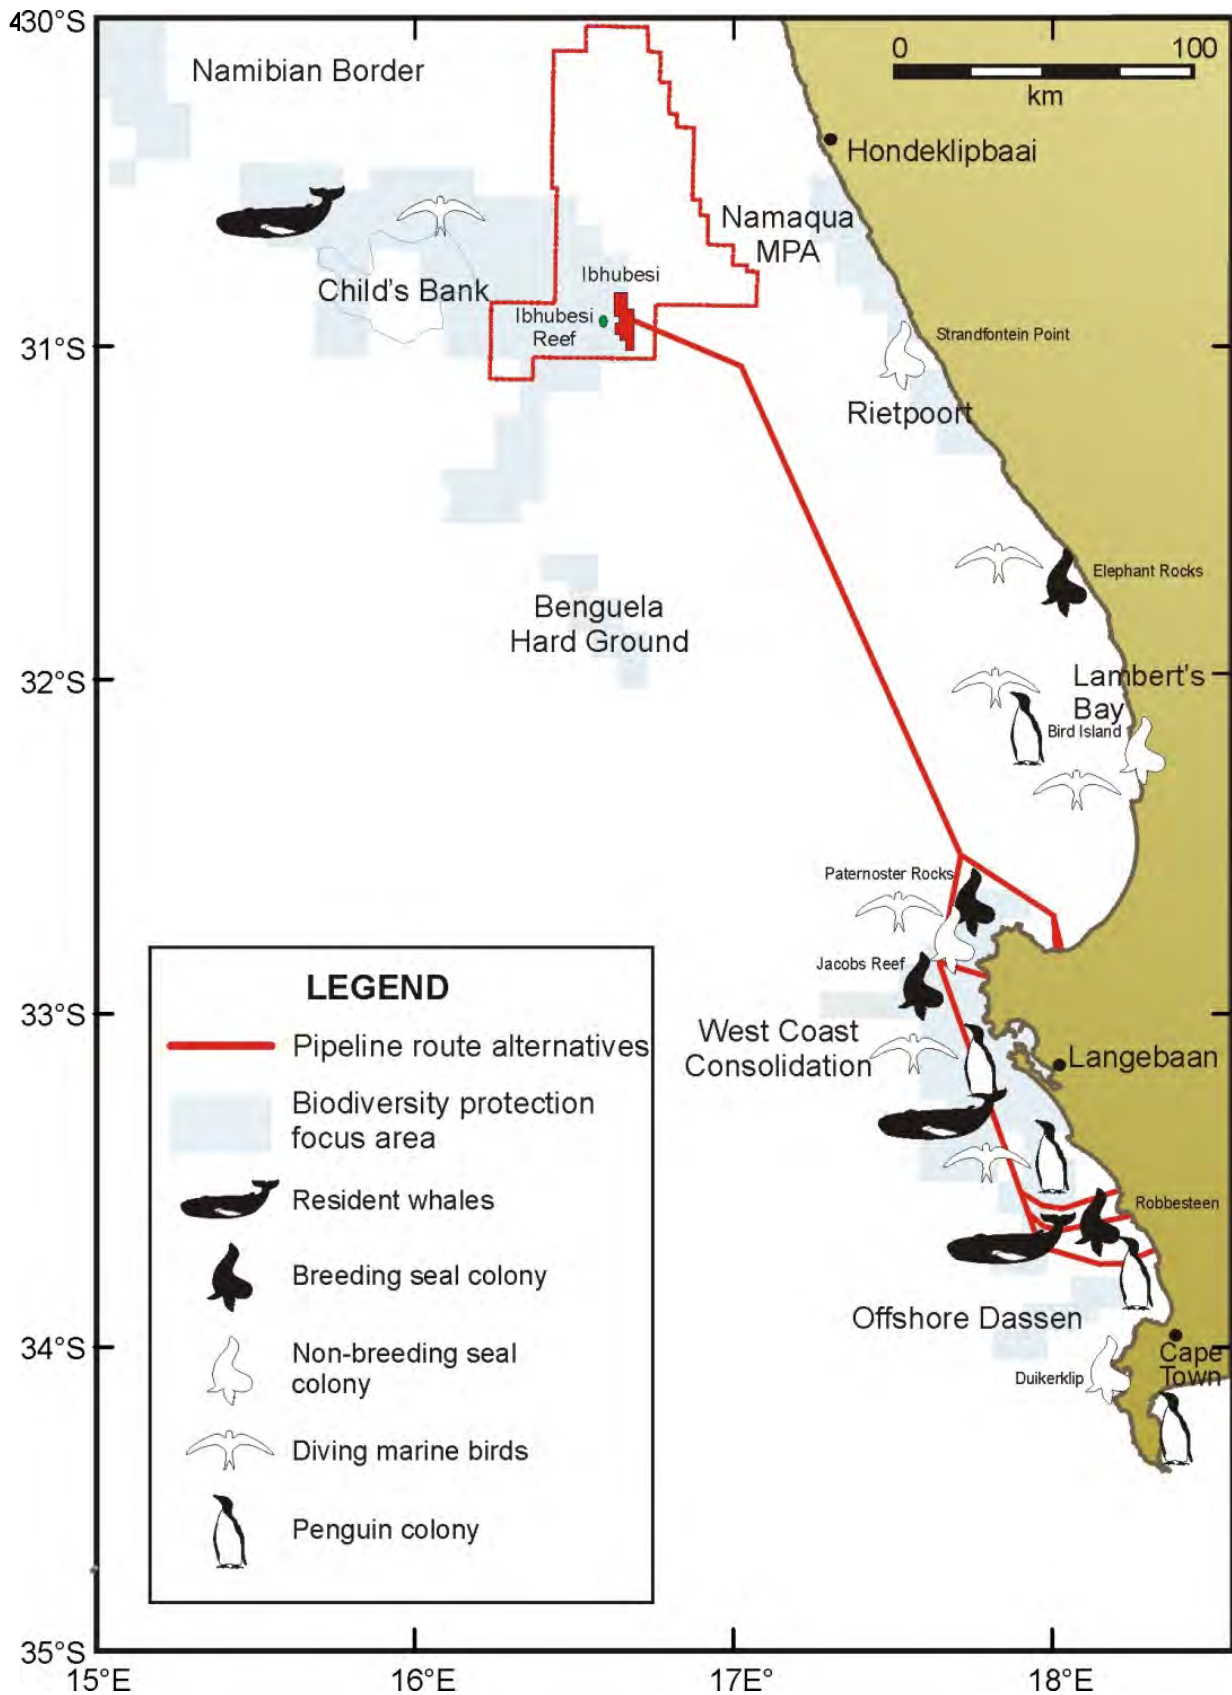 430°S
0
100
km
Namibian Border
Hondeklipbaai
Namaqua
MPA
Ibhubesi
Child's Bank
Ibhubesi
Reef
Strandfontein Point
31°S
Rietpoort
Elephant Rocks
Benguela
Hard Ground
32°S
Lambert's
Bay
Bird Island
Paternoster Rocks
Jacobs Reef
33°S
West Coast
Consolidation
Langebaan
Robbesteen
Offshore Dassen
34°S
Cape
Town
Duikerklip
LEGEND
Pipeline route alternatives
Biodiversity protection
focus area
Resident whales
Breeding seal colony
Non-breeding seal
colony
Diving marine birds
Penguin colony
35°S
15°E
16°E
17E°
18°E